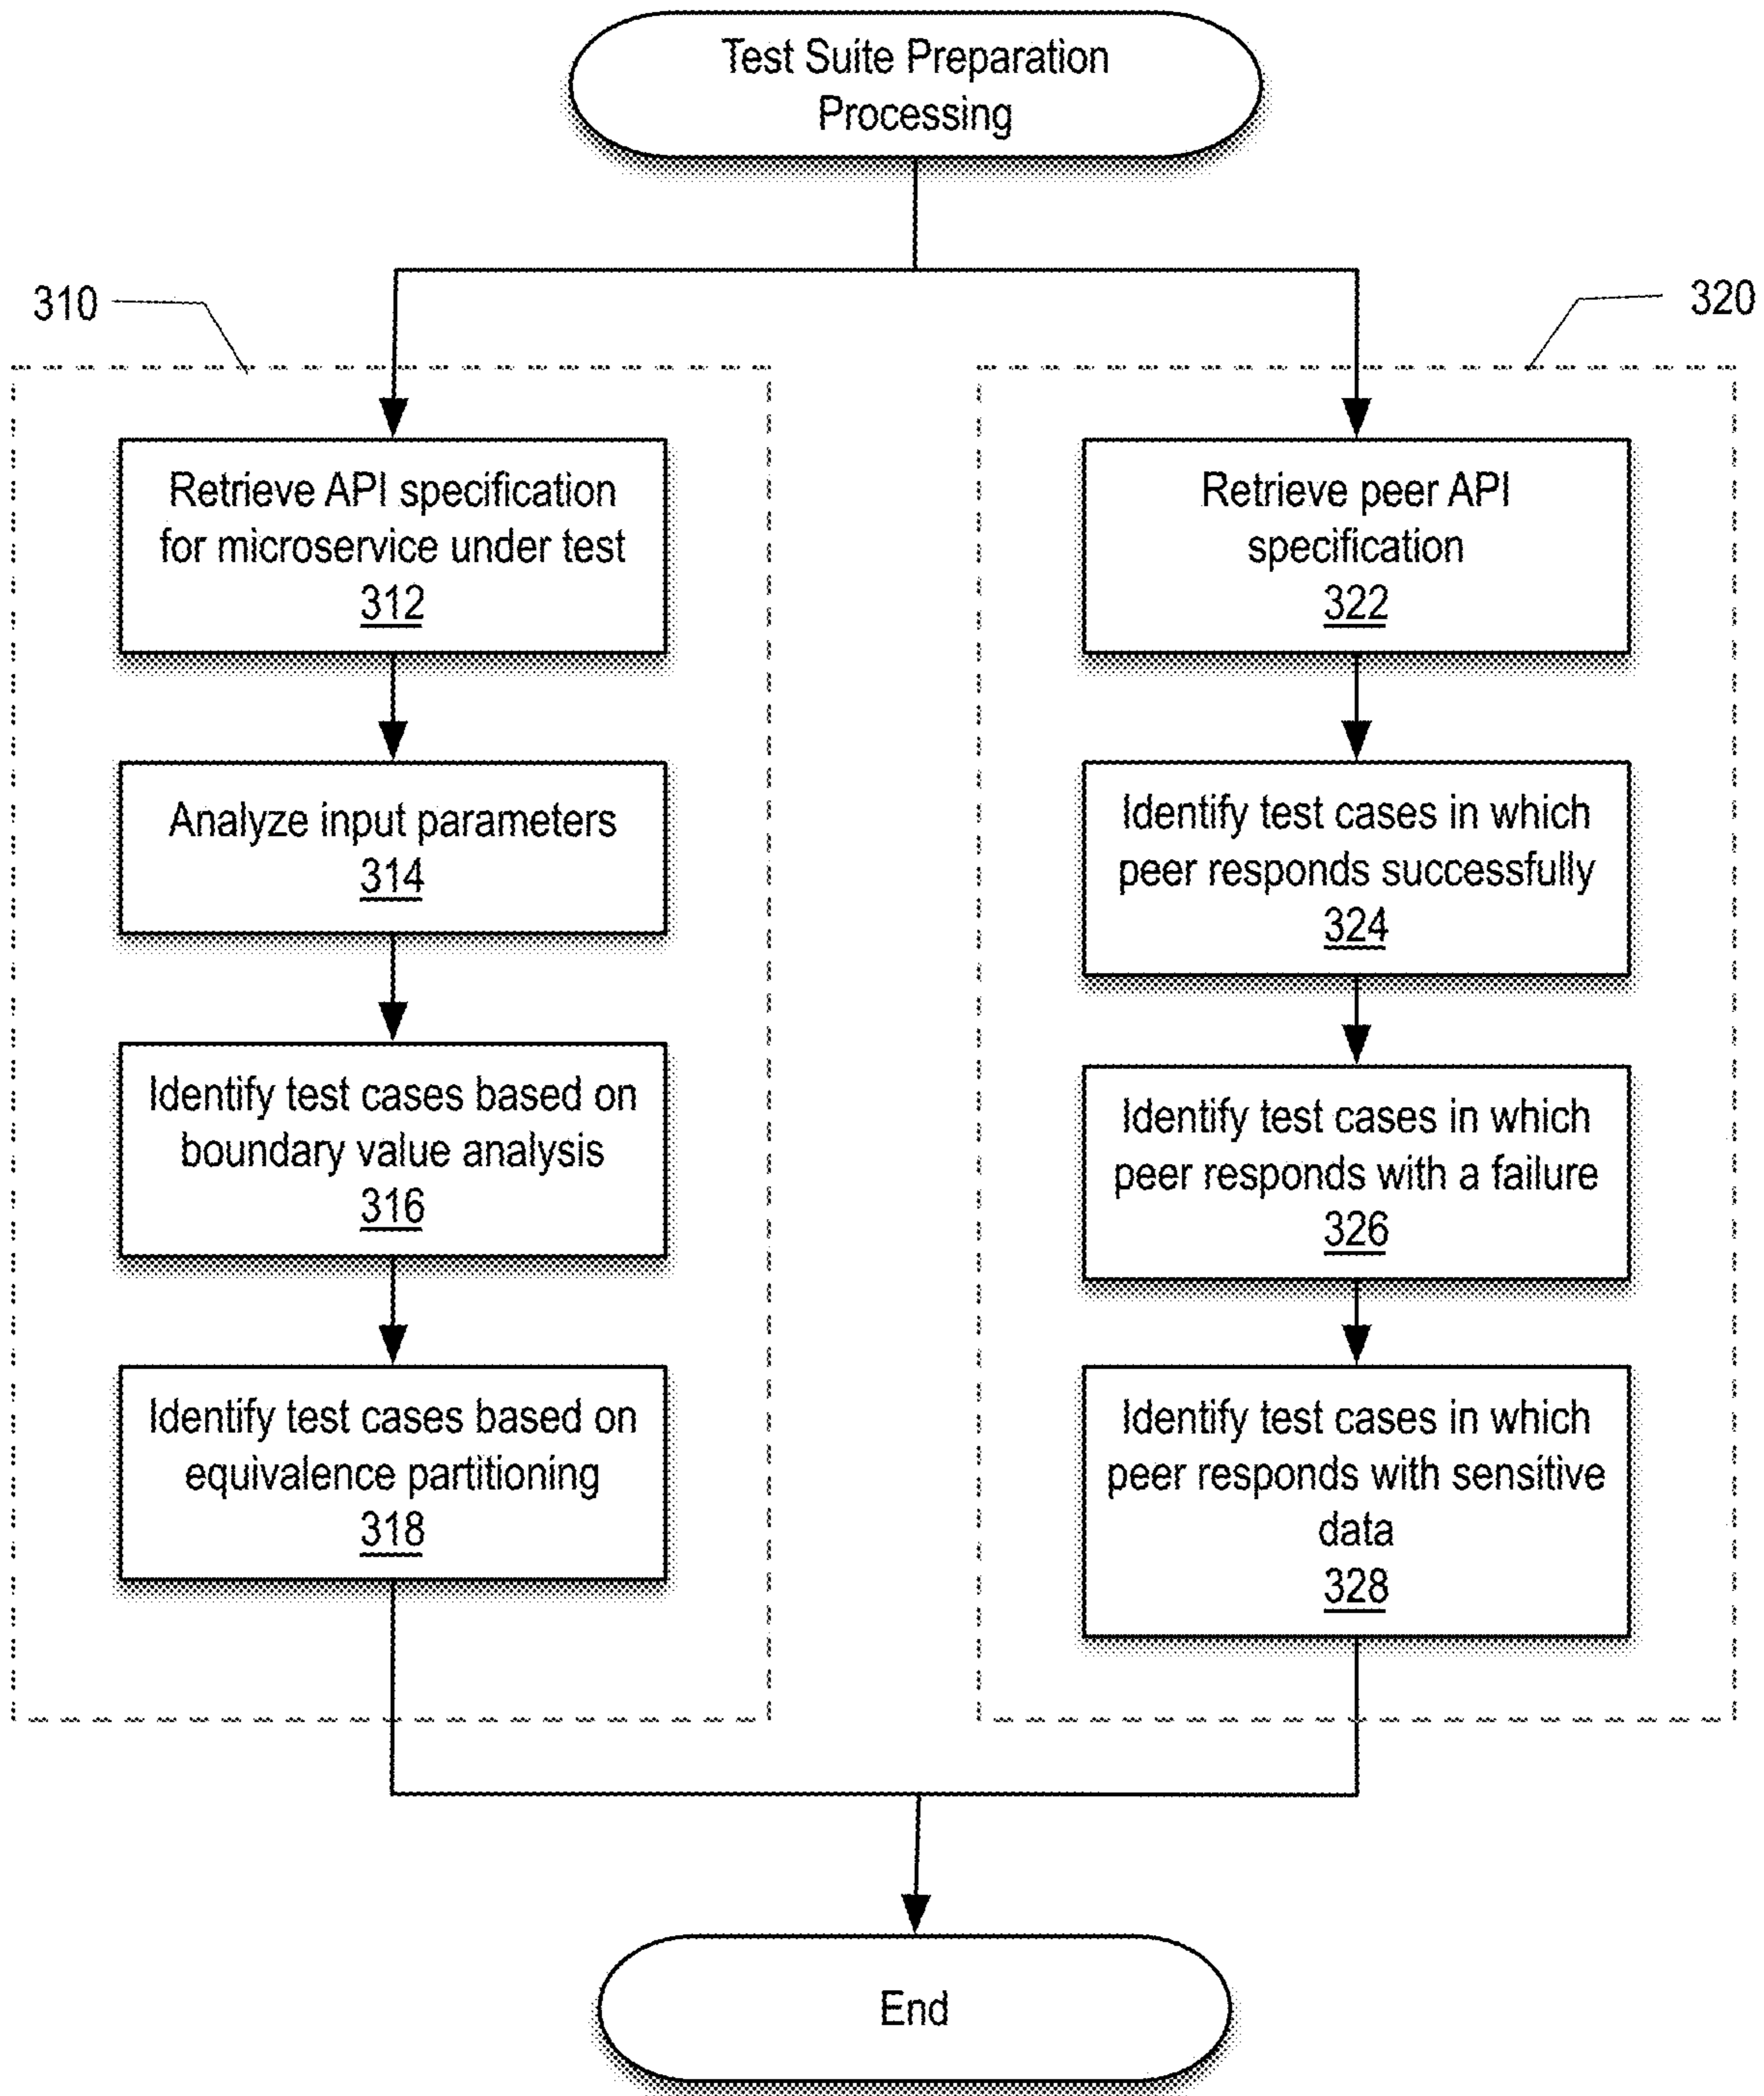 Test Suite Preparation
Processing
310
320
Retrieve API specification
for microservice under test
312
Analyze input parameters
314
Identify test cases based on
boundary value analysis
316
Identify test cases based on
equivalence partitioning
318
Retrieve peer API
specification
322
Identify test cases in which
peer responds successfully
324
Identify test cases in which
peer responds with a failure
326
Identify test cases in which
peer responds with sensitive
data
328
End